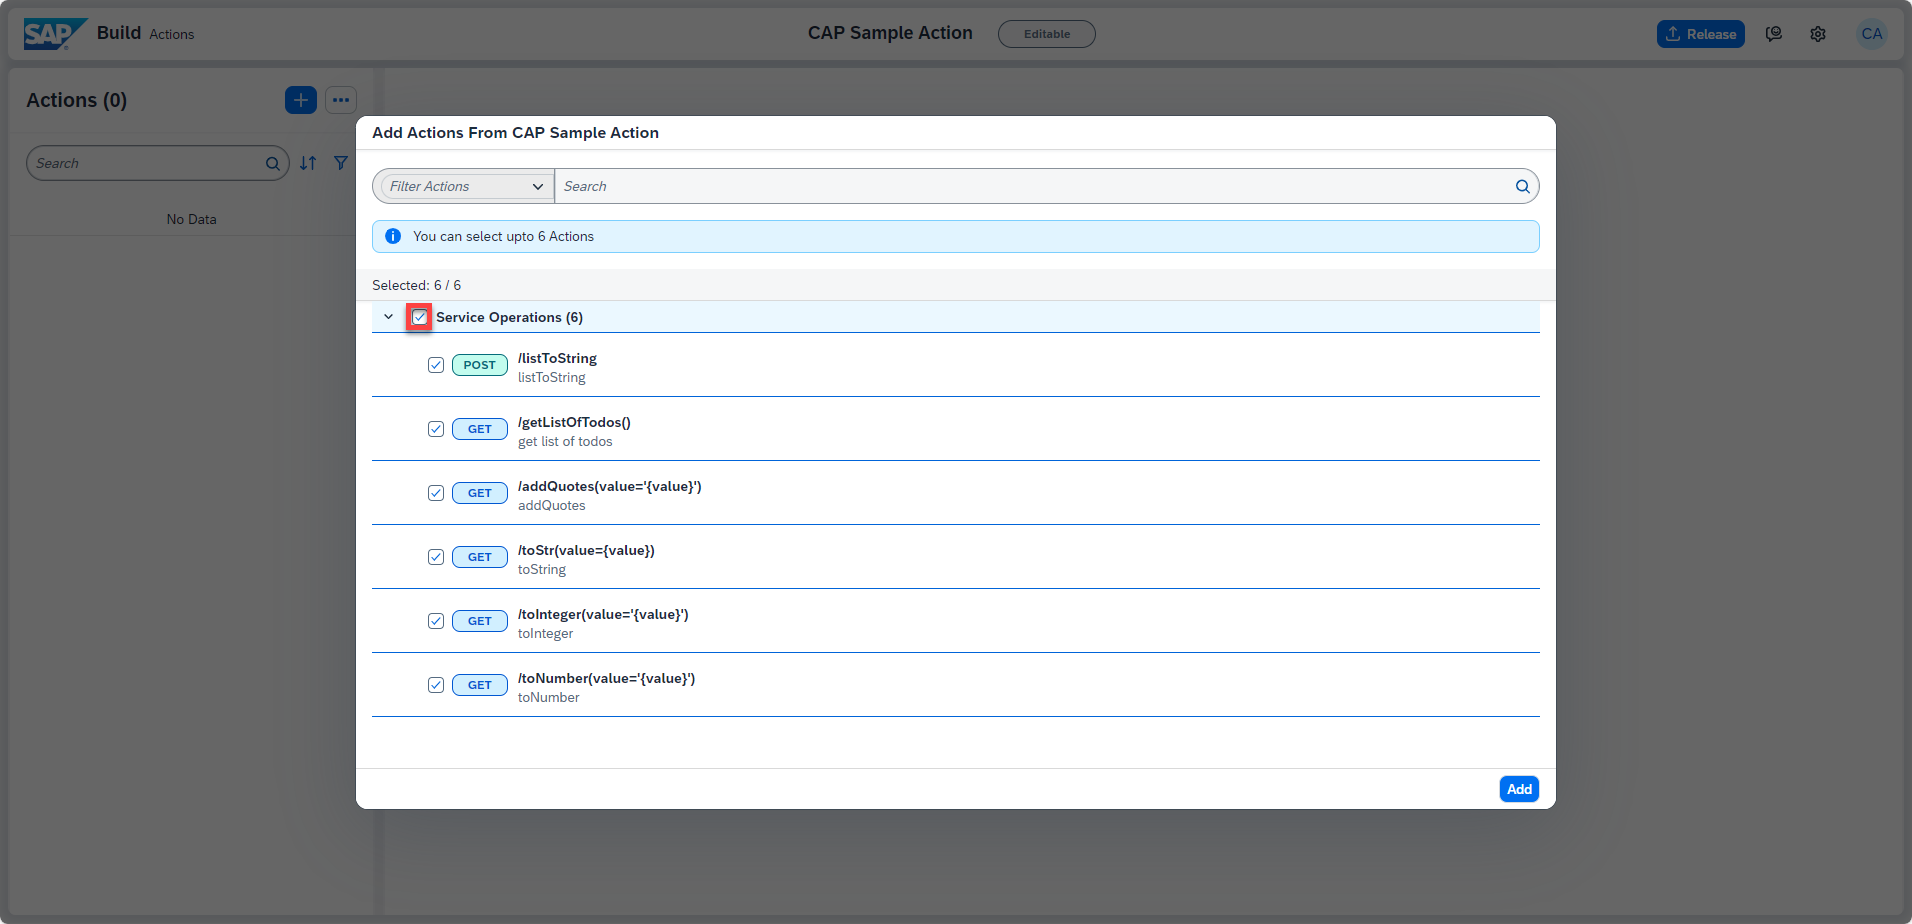 SAP Build Actions
CAP Sample Action
Editable
Release
CA
Actions (0)
Search
No Data
Add Actions From CAP Sample Action
Filter Actions
Search
You can select upto 6 Actions
Selected: 6 / 6
Service Operations (6)
POST
/listToString
listToString
GET
/getListOfTodos()
get list of todos
GET
/addQuotes(value='{value}')
addQuotes
GET
/toStr(value={value})
toString
GET
/toInteger(value='{value}')
toInteger
GET
/toNumber(value='{value}')
toNumber
Add